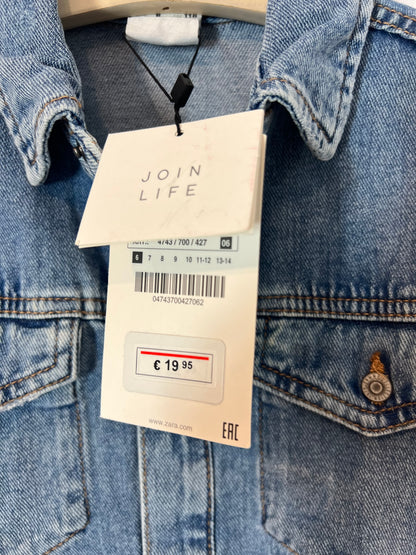 JOIN
LIFE
4743 / 700 / 427 06
6 7 8 9 10 11-12 13-14
04743700427062
€ 19 95
www.zara.com
EAC